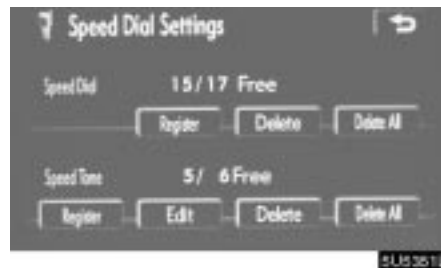 Speed Dial Settings
Speed Dial 15/17 Free
Register Delete Delete All
Speed Tone 5/ 6 Free
Register Edit Delete Delete All